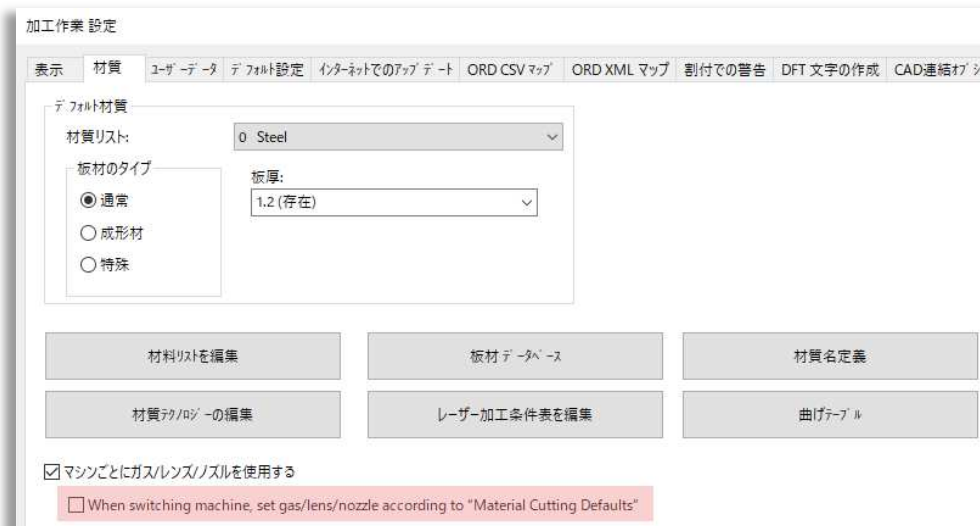 加工作業 設定
表示 材質 ﾕｰｻﾞｰﾃﾞｰﾀ ﾃﾞﾌｫﾙﾄ設定 ｲﾝﾀｰﾈｯﾄでのｱｯﾌﾟﾃﾞｰﾄ ORD CSV ﾏｯﾌﾟ ORD XML マップ 割付での警告 DFT 文字の作成
ﾃﾞﾌｫﾙﾄ材質
材質リスト: 0 Steel
板材のタイプ 板厚:
通常 1.2 (存在)
成形材
特殊
材料ﾘｽﾄを編集 板材 ﾃﾞｰﾀﾍﾞｰｽ 材質名定義
材質ﾃｸﾉﾛｼﾞｰの編集 レーザー加工条件表を編集 曲げﾃｰﾌﾞﾙ
マシンごとにガス/レンズ/ノズルを使用する
When switching machine, set gas/lens/nozzle according to "Material Cutting Defaults"